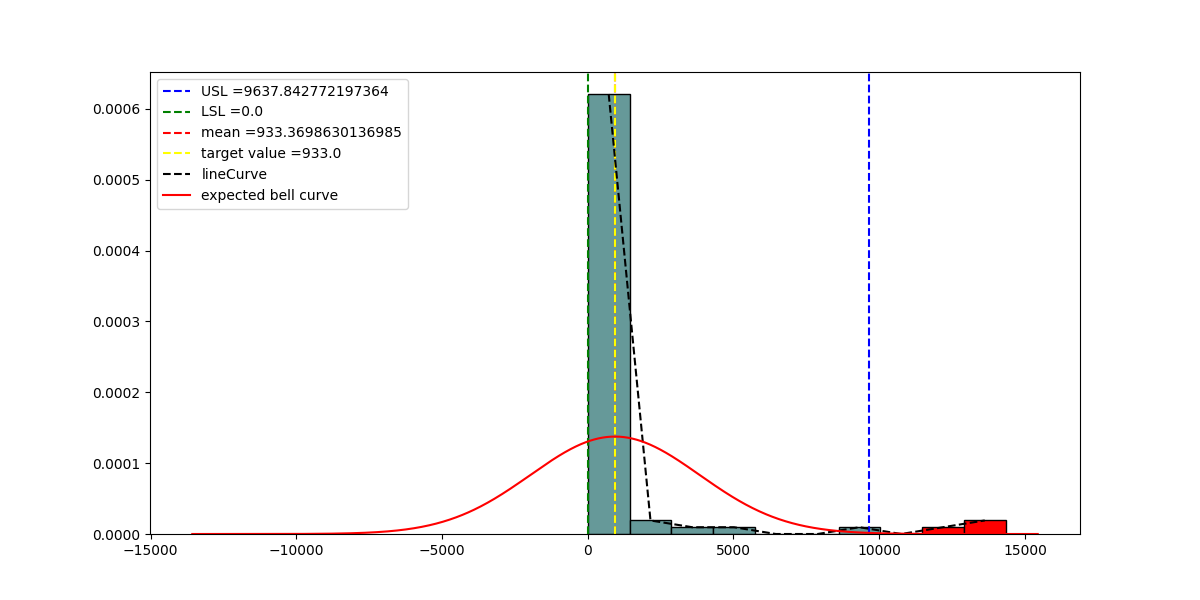 USL =9637.842772197364
LSL =0.0
mean =933.3698630136985
target value =933.0
lineCurve
expected bell curve
0.0006
0.0005
0.0004
0.0003
0.0002
0.0001
0.0000
−15000 −10000 −5000 0 5000 10000 15000